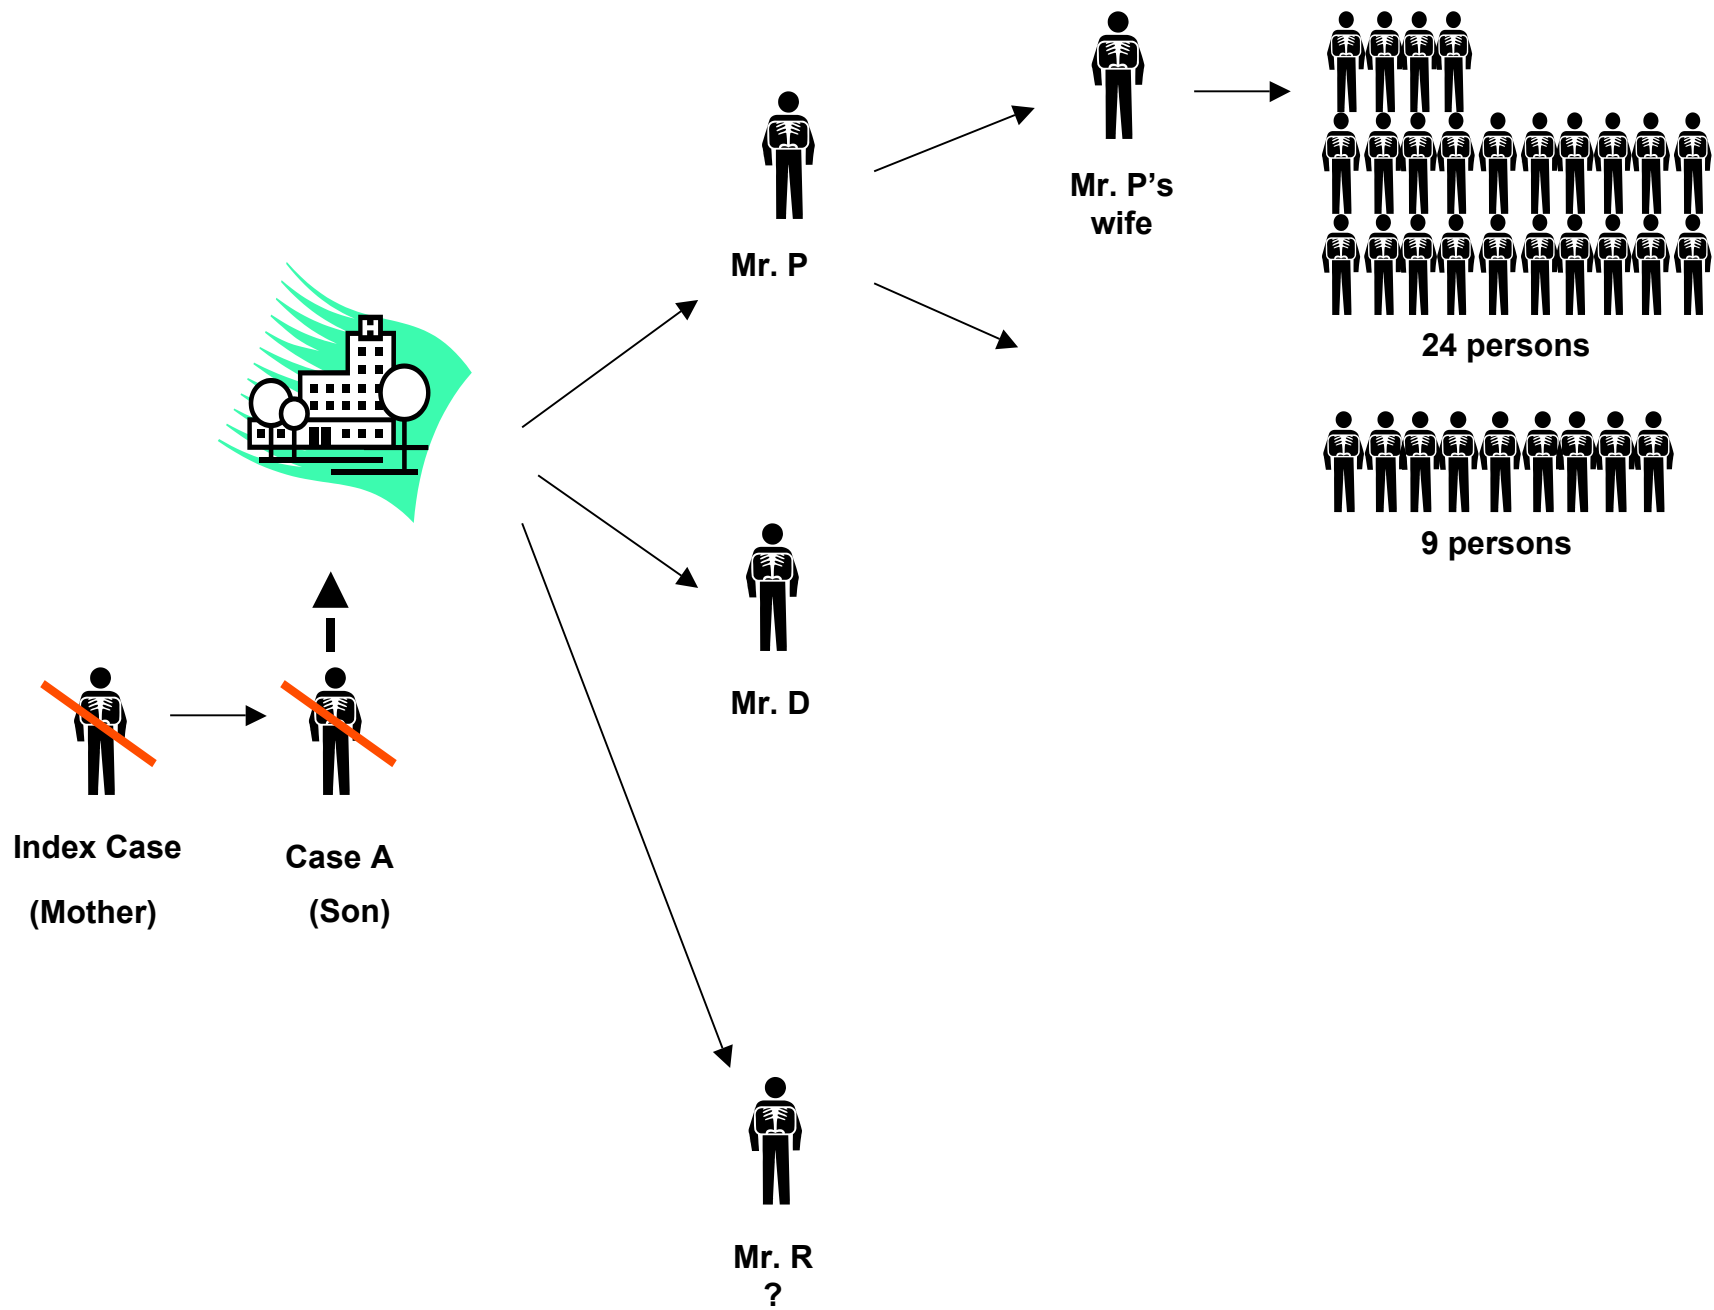 Mr. P's
wife
Mr. P
24 persons
H
9 persons
Mr. D
Index Case
(Mother)
Case A
(Son)
Mr. R
?